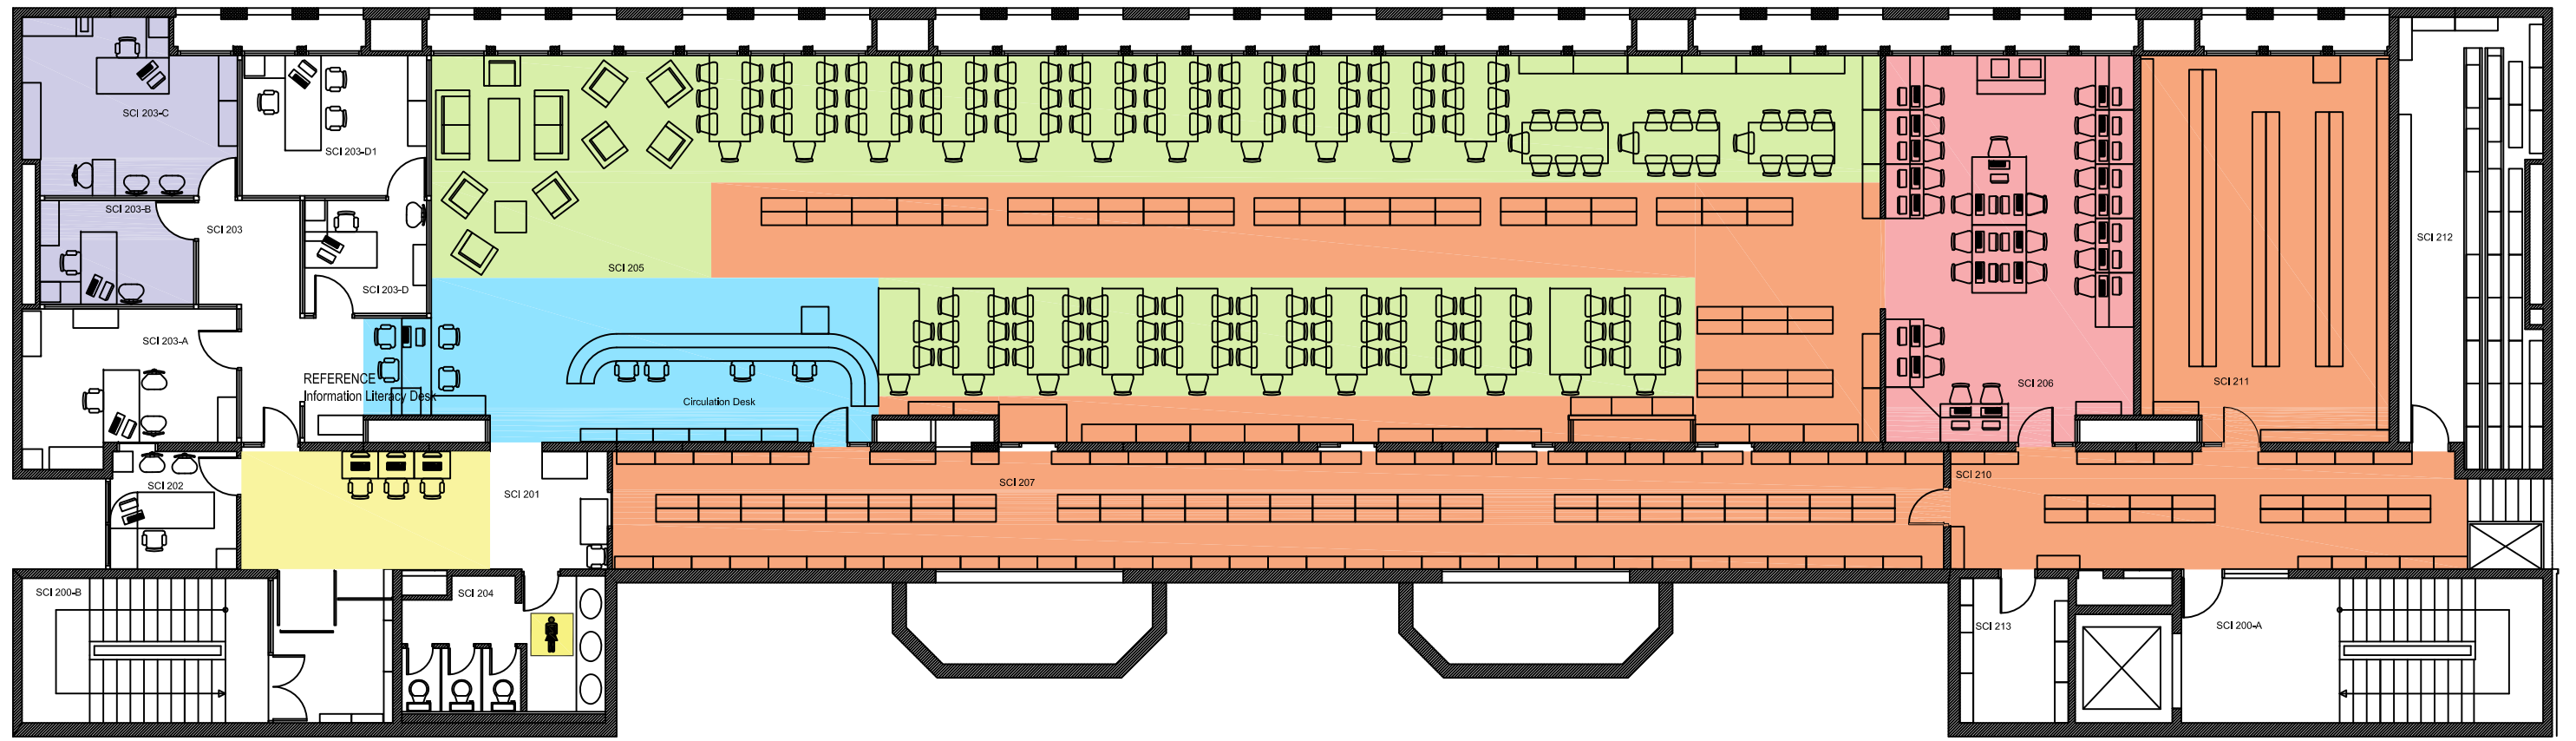 SCI 203-C
SCI 203-D1
SCI 203-B
SCI 203
SCI 212
SCI 205
SCI 203-D
SCI 203-A
REFERENCE
Information Literacy Desk
Circulation Desk
SCI 206
SCI 211
SCI 202
SCI 201
SCI 207
SCI 210
SCI 200-B
SCI 204
SCI 213
SCI 200-A